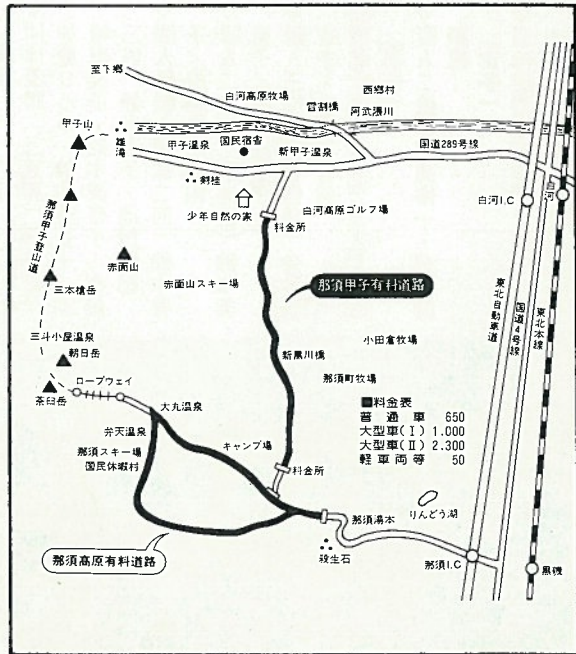 至下郷
白河高原牧場
雪割橋
西郷村
阿武隈川
甲子山
雄滝
甲子温泉
国民宿舎
新甲子温泉
国道289号線
剣桂
少年自然の家
料金所
白河高原ゴルフ場
白河I.C
白河
那須甲子登山道
赤面山
赤面山スキー場
那須甲子有料道路
三本槍岳
東北自動車道
国道4号線
東北本線
三斗小屋温泉
朝日岳
新黒川橋
小田倉牧場
那須町牧場
ロープウェイ
茶臼岳
大丸温泉
■料金表
普通車 650
大型車(I) 1.000
大型車(II) 2.300
軽車両等 50
弁天温泉
那須スキー場
国民休暇村
キャンプ場
料金所
りんどう湖
那須湯本
殺生石
那須高原有料道路
那須I.C
黒磯